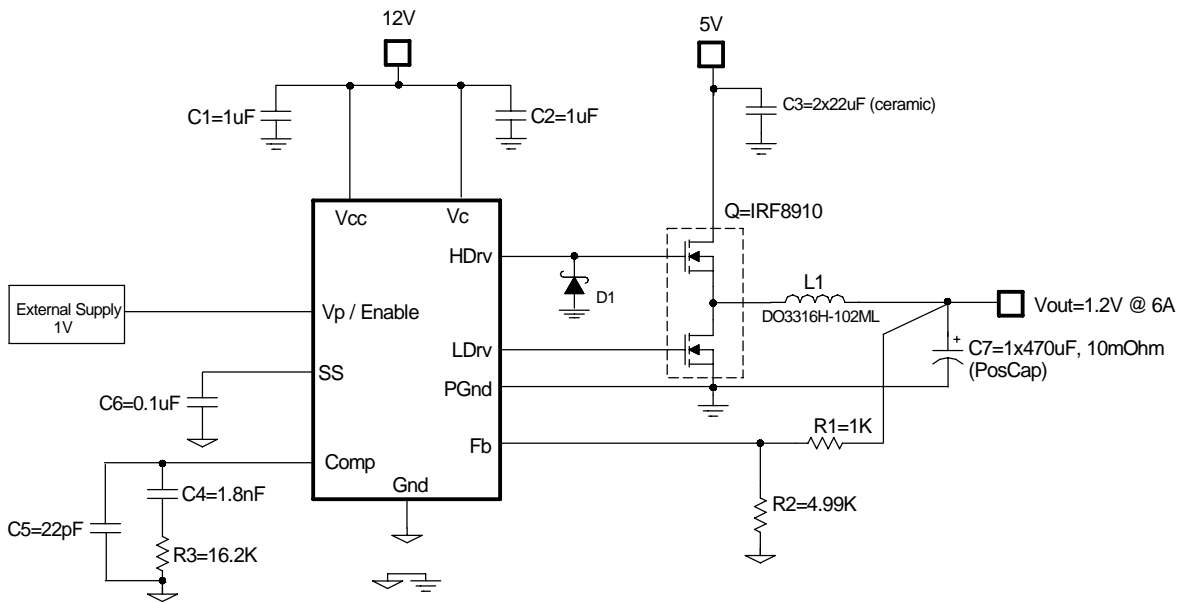 12V
5V
C1=1uF
C2=1uF
C3=2x22uF (ceramic)
Vcc
Vc
Q=IRF8910
HDrv
D1
L1
DO3316H-102ML
External Supply
1V
Vp / Enable
Vout=1.2V @ 6A
LDrv
+
C7=1x470uF, 10mOhm
(PosCap)
SS
PGnd
C6=0.1uF
R1=1K
Fb
Comp
Gnd
C4=1.8nF
R2=4.99K
C5=22pF
R3=16.2K